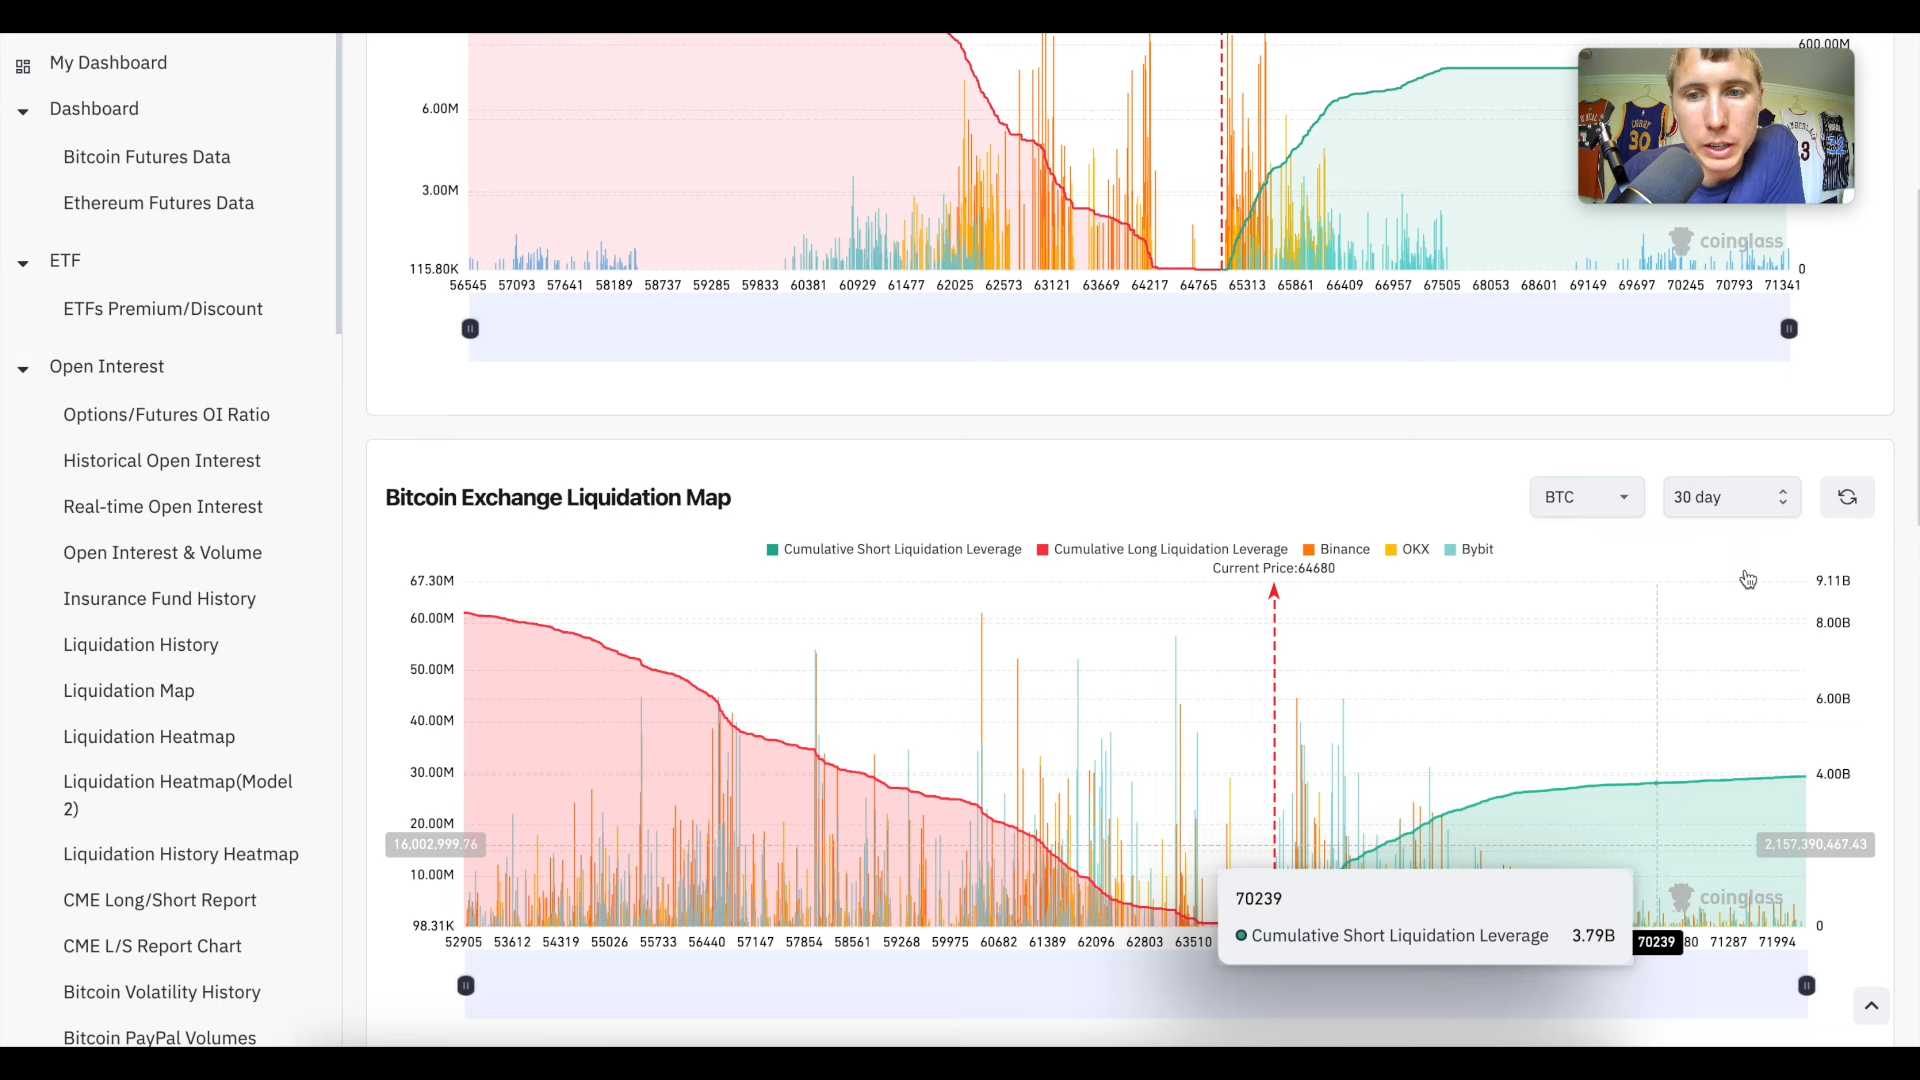 My Dashboard
Dashboard
Bitcoin Futures Data
Ethereum Futures Data
ETF
ETFs Premium/Discount
Open Interest
Options/Futures OI Ratio
Historical Open Interest
Real-time Open Interest
Open Interest & Volume
Insurance Fund History
Liquidation History
Liquidation Map
Liquidation Heatmap
Liquidation Heatmap(Model
2)
Liquidation History Heatmap
CME Long/Short Report
CME L/S Report Chart
Bitcoin Volatility History
Bitcoin PayPal Volumes
600.00M
6.00M
3.00M
115.80K
0
coinglass
56545 57093 57641 58189 58737 59285 59833 60381 60929 61477 62025 62573 63121 63669 64217 64765 65313 65861 66409 66957 67505 68053 68601 69149 69697 70245 70793 71341
CURRY
30
Bitcoin Exchange Liquidation Map
BTC
30 day
Cumulative Short Liquidation Leverage Cumulative Long Liquidation Leverage Binance OKX Bybit
Current Price:64680
67.30M 9.11B
60.00M 8.00B
50.00M
6.00B
40.00M
30.00M 4.00B
20.00M
16,002,999.76 2,157,390,467.43
10.00M
coinglass
98.31K 0
52905 53612 54319 55026 55733 56440 57147 57854 58561 59268 59975 60682 61389 62096 62803 63510 70239 80 71287 71994
70239
Cumulative Short Liquidation Leverage 3.79B